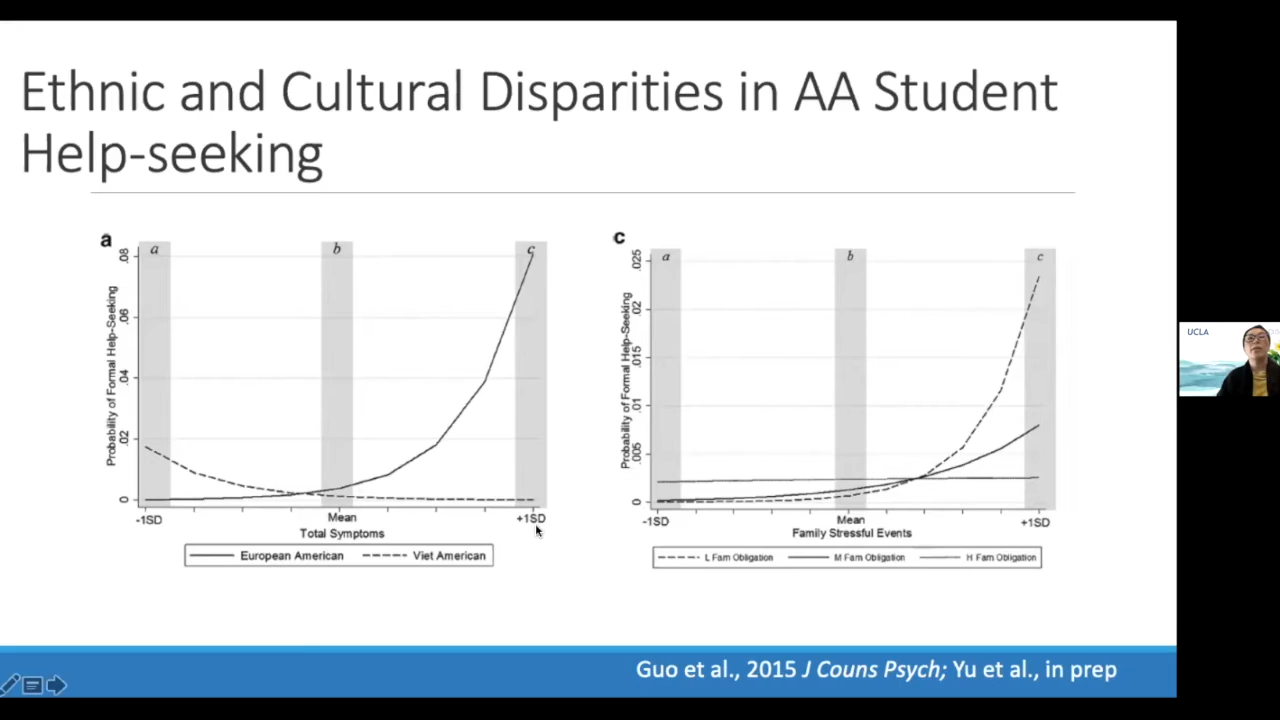 Ethnic and Cultural Disparities in AA Student
Help-seeking
a
a
b
c
Probability of Formal Help-Seeking
.08
.06
.04
.02
0
-1SD
Mean
+1SD
Total Symptoms
European American
Viet American
c
a
b
c
Probability of Formal Help-Seeking
.025
.02
.015
.01
.005
0
-1SD
Mean
+1SD
Family Stressful Events
L Fam Obligation
M Fam Obligation
H Fam Obligation
UCLA
Guo et al., 2015 J Couns Psych; Yu et al., in prep